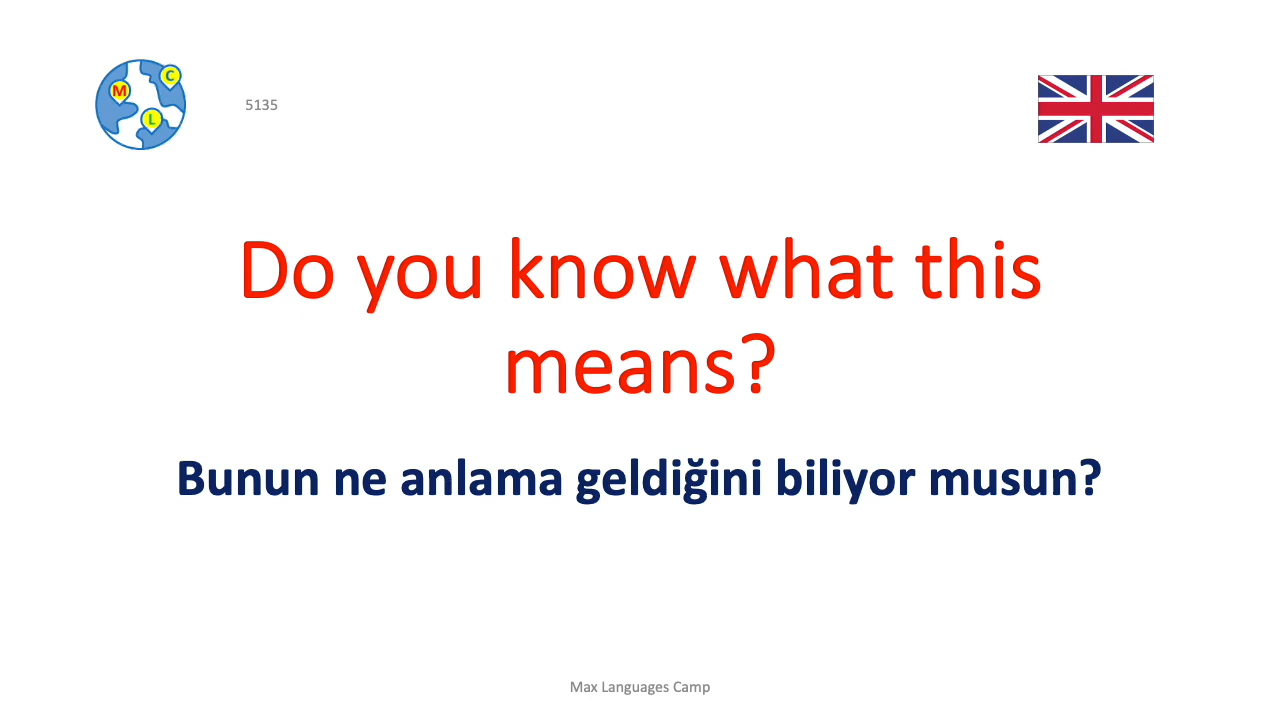 M
C
L
5135
Do you know what this
means?
Bunun ne anlama geldiğini biliyor musun?
Max Languages Camp